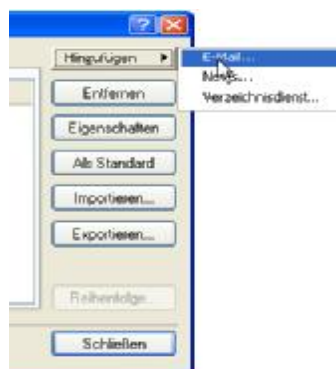 Hinzufügen
E-Mail...
News...
Verzeichnisdienst...
Entfernen
Eigenschaften
Als Standard
Importieren...
Exportieren...
Reihenfolge...
Schließen